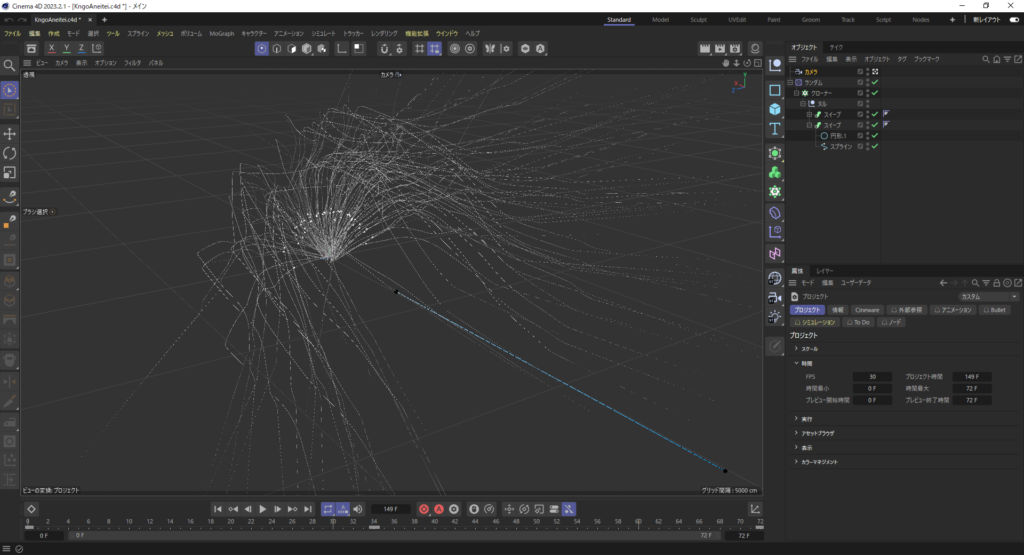 Cinema 4D 2023.2.1 - [KngoAneitei.c4d *] - メイン
KngoAneitei.c4d *
Standard Model Sculpt UVEdit Paint Groom Track Script Nodes 新レイアウト
ファイル 編集 作成 モード 選択 ツール スプライン メッシュ ボリューム MoGraph キャラクター アニメーション シミュレート トラッカー レンダリング 機能拡張 ウインドウ ヘルプ
X Y Z
ビュー カメラ 表示 オプション フィルタ パネル
透視
カメラ
Y
X
Z
ブラシ選択
ビューの変換: プロジェクト
グリッド間隔 : 5000 cm
オブジェクト テイク
ファイル 編集 表示 オブジェクト タグ ブックマーク
カメラ
ランダム
クローナー
ヌル
スイープ
スイープ
円形.1
スプライン
属性 レイヤー
モード 編集 ユーザーデータ
プロジェクト カスタム
プロジェクト 情報 Cineware 外部参照 アニメーション Bullet
シミュレーション To Do ノード
プロジェクト
スケール
時間
FPS 30 プロジェクト時間 149 F
時間最小 0 F 時間最大 72 F
プレビュー開始時間 0 F プレビュー終了時間 72 F
実行
アセットブラウザ
表示
カラーマネジメント
149 F
0 2 4 6 8 10 12 14 16 18 20 22 24 26 28 30 32 34 36 38 40 42 44 46 48 50 52 54 56 58 60 62 64 66 68 70 72
0 F 0 F 72 F 72 F